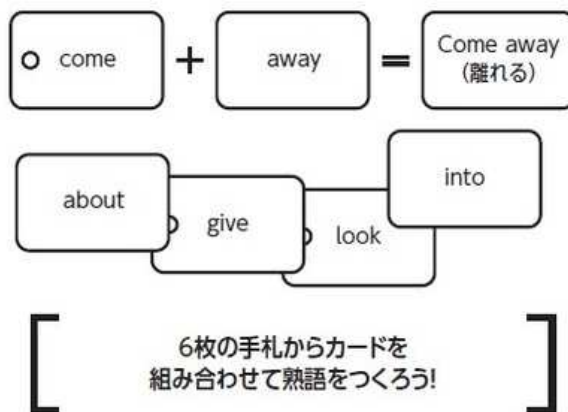 come + away = Come away
(離れる)
about
give
look
into
6枚の手札からカードを
組み合わせて熟語をつくろう!